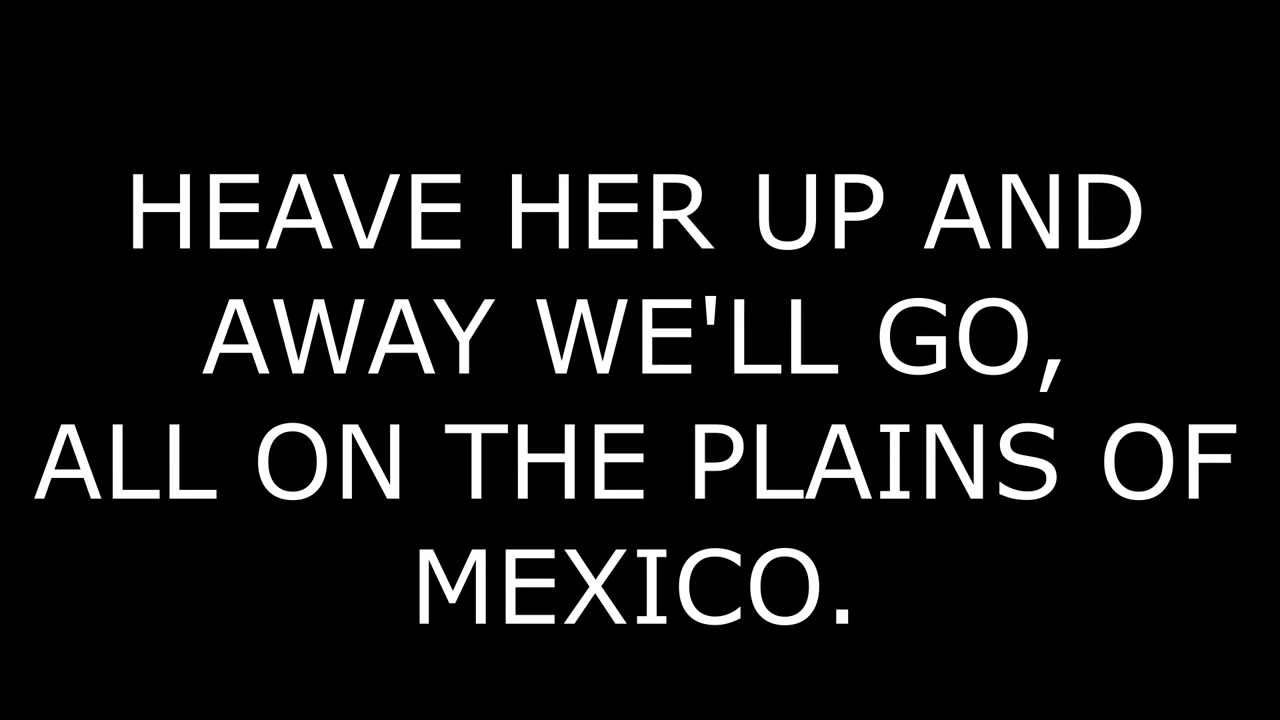 HEAVE HER UP AND
AWAY WE'LL GO,
ALL ON THE PLAINS OF
MEXICO.